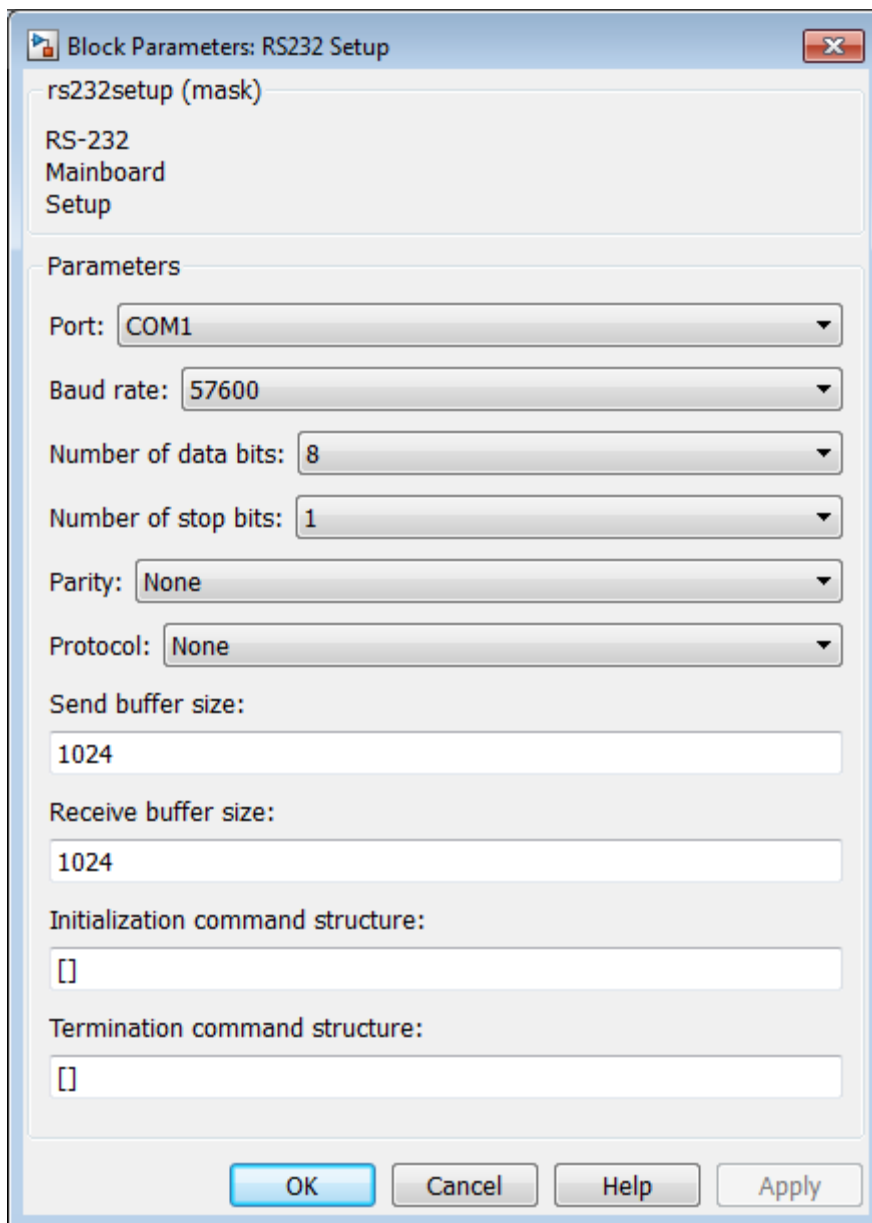 Block Parameters: RS232 Setup
rs232setup (mask)
RS-232
Mainboard
Setup
Parameters
Port: COM1
Baud rate: 57600
Number of data bits: 8
Number of stop bits: 1
Parity: None
Protocol: None
Send buffer size:
1024
Receive buffer size:
1024
Initialization command structure:
[]
Termination command structure:
[]
OK Cancel Help Apply